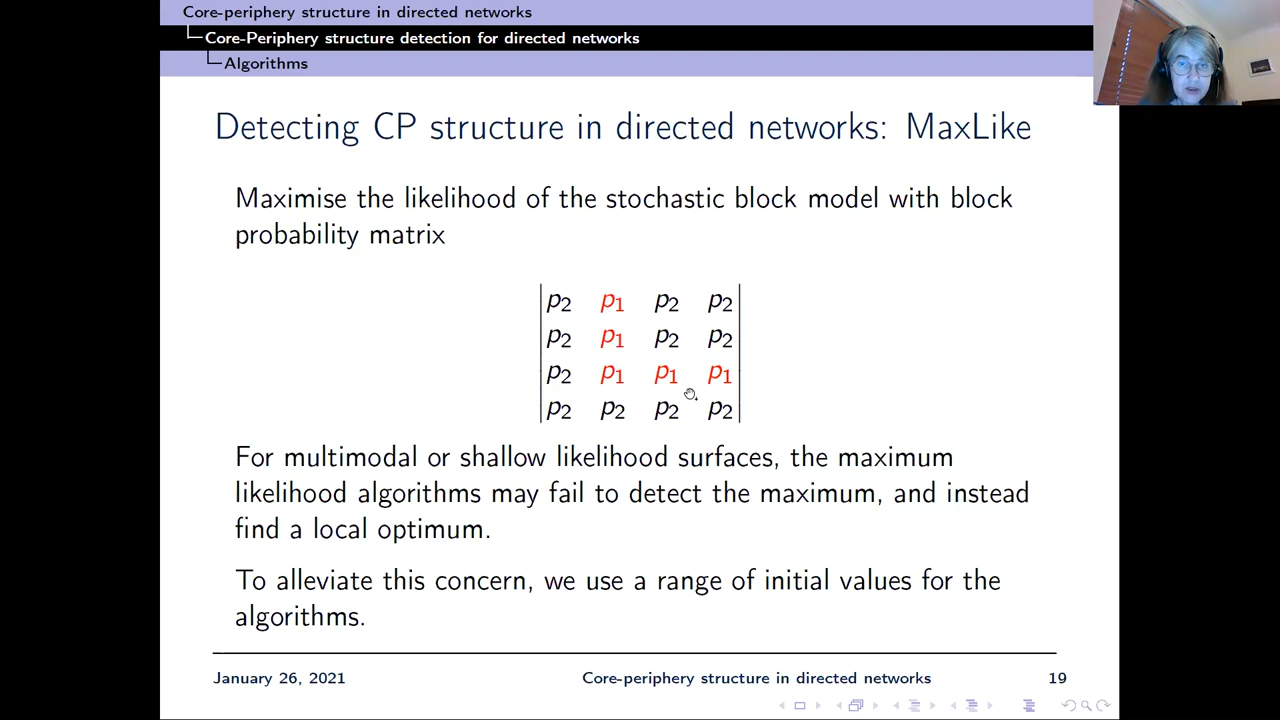 Core-periphery structure in directed networks
Core-Periphery structure detection for directed networks
Algorithms
Detecting CP structure in directed networks: MaxLike
Maximise the likelihood of the stochastic block model with block
probability matrix
p₂ p₁ p₂ p₂
p₂ p₁ p₂ p₂
p₂ p₁ p₁ p₁
p₂ p₂ p₂ p₂
For multimodal or shallow likelihood surfaces, the maximum
likelihood algorithms may fail to detect the maximum, and instead
find a local optimum.
To alleviate this concern, we use a range of initial values for the
algorithms.
January 26, 2021 Core-periphery structure in directed networks 19